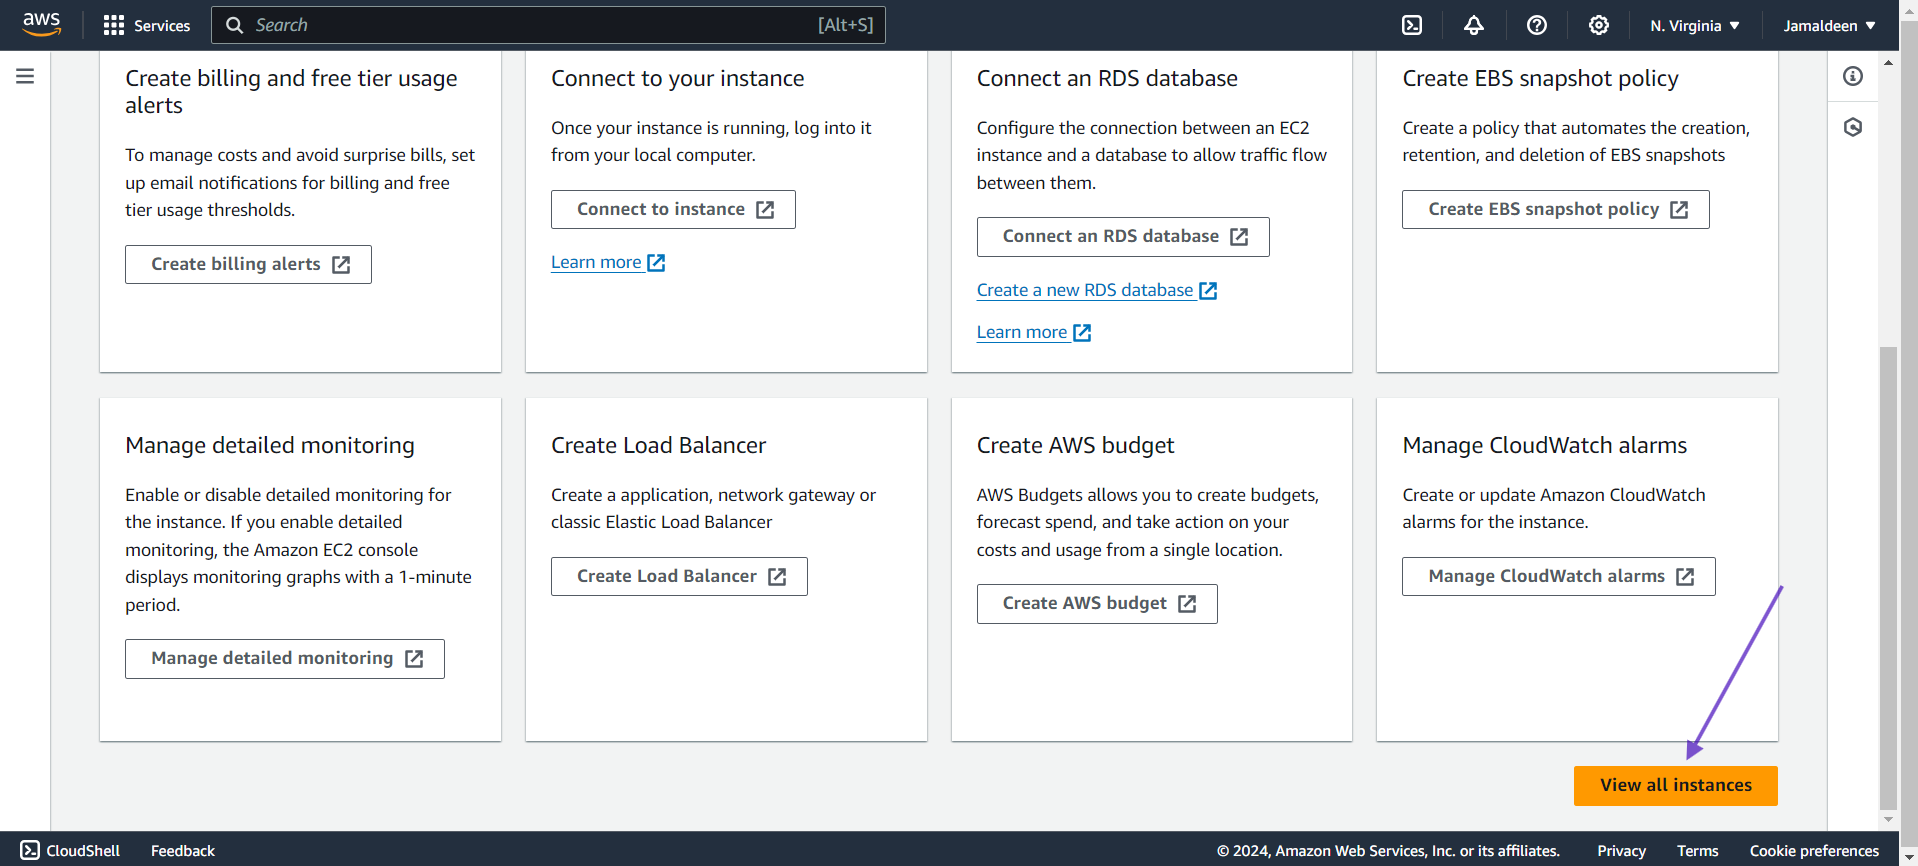 aws
Services
Search
[Alt+S]
N. Virginia
Jamaldeen
Create billing and free tier usage
alerts
To manage costs and avoid surprise bills, set
up email notifications for billing and free
tier usage thresholds.
Create billing alerts
Connect to your instance
Once your instance is running, log into it
from your local computer.
Connect to instance
Learn more
Connect an RDS database
Configure the connection between an EC2
instance and a database to allow traffic flow
between them.
Connect an RDS database
Create a new RDS database
Learn more
Create EBS snapshot policy
Create a policy that automates the creation,
retention, and deletion of EBS snapshots
Create EBS snapshot policy
Manage detailed monitoring
Enable or disable detailed monitoring for
the instance. If you enable detailed
monitoring, the Amazon EC2 console
displays monitoring graphs with a 1-minute
period.
Manage detailed monitoring
Create Load Balancer
Create a application, network gateway or
classic Elastic Load Balancer
Create Load Balancer
Create AWS budget
AWS Budgets allows you to create budgets,
forecast spend, and take action on your
costs and usage from a single location.
Create AWS budget
Manage CloudWatch alarms
Create or update Amazon CloudWatch
alarms for the instance.
Manage CloudWatch alarms
View all instances
CloudShell
Feedback
© 2024, Amazon Web Services, Inc. or its affiliates.
Privacy
Terms
Cookie preferences